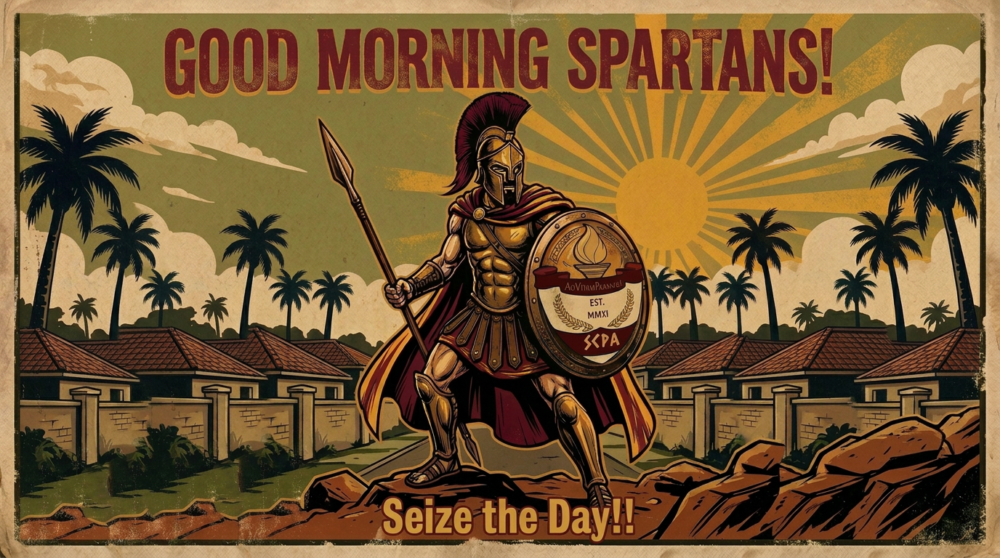 GOOD MORNING SPARTANS!
EST.
MMXI
SCPA
Seize the Day!!